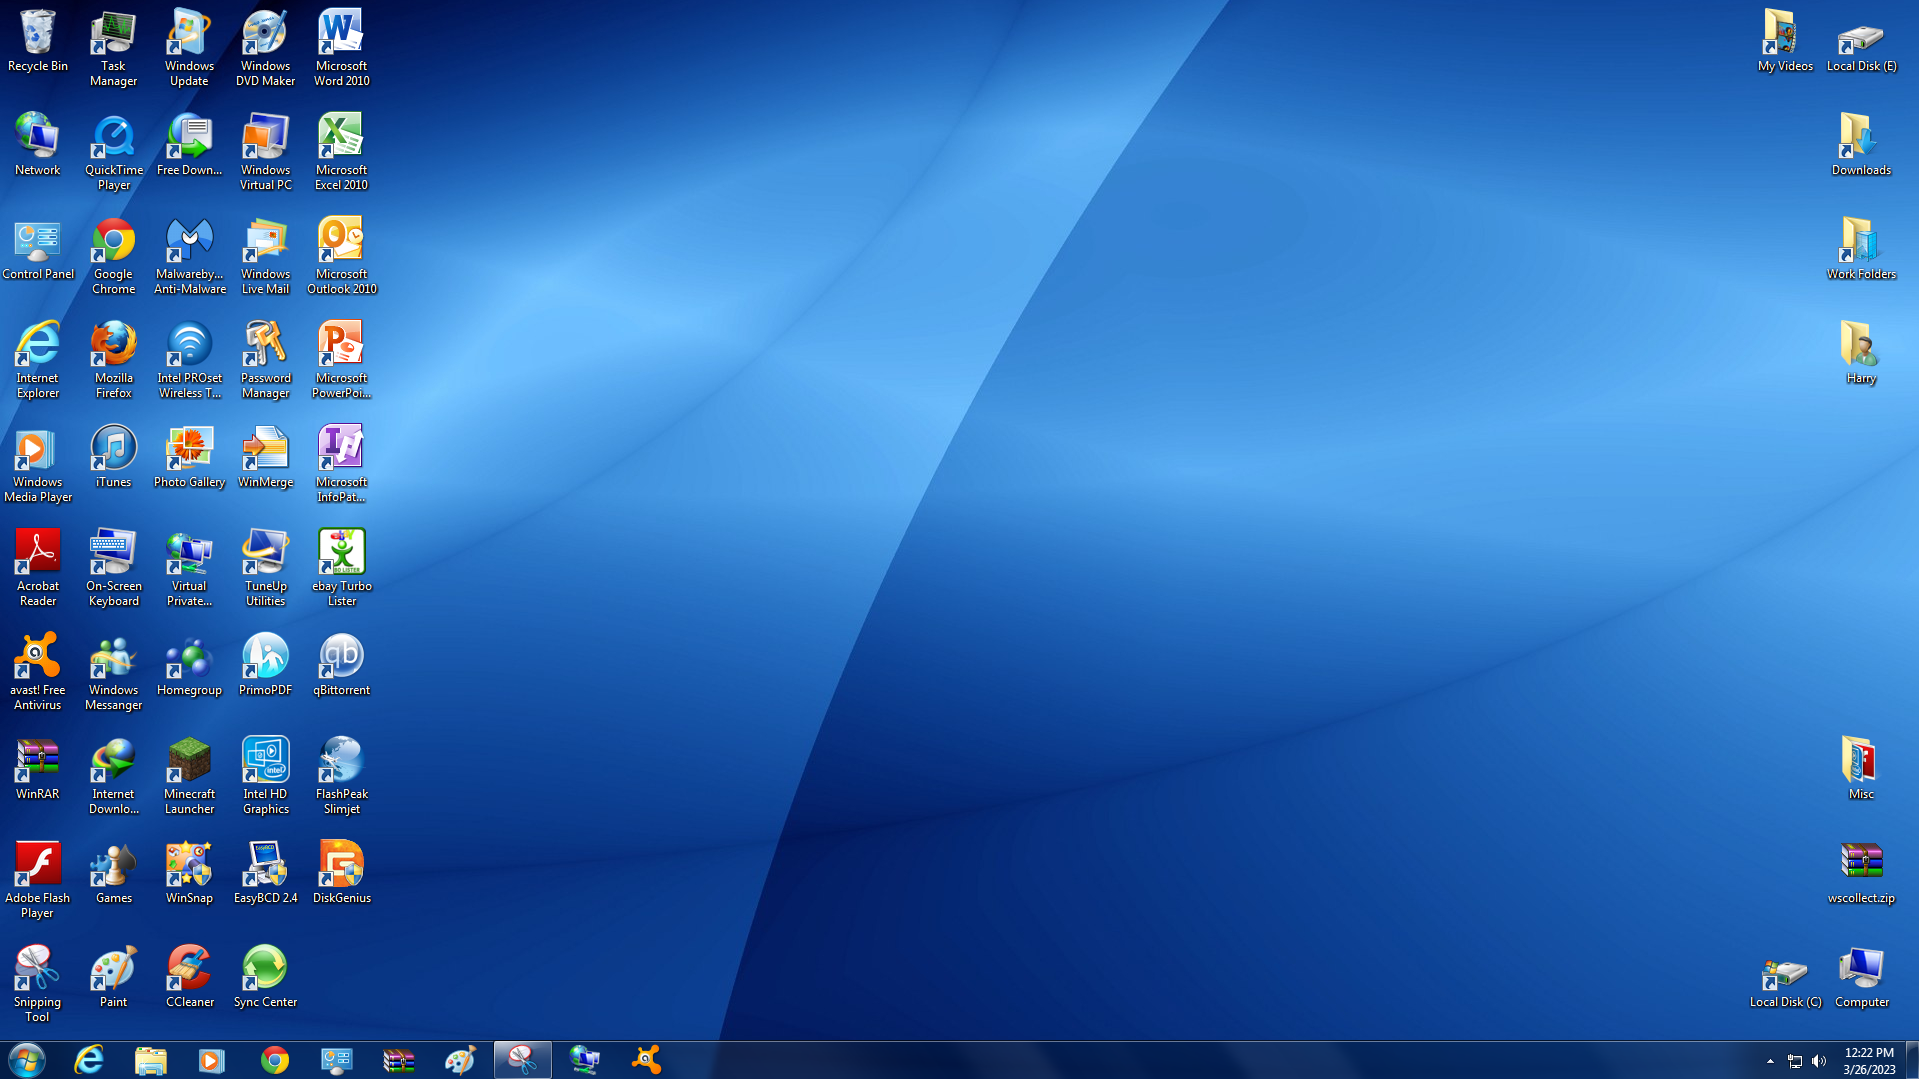 Recycle Bin
Task
Manager
Windows
Update
Windows
DVD Maker
Microsoft
Word 2010
My Videos
Local Disk (E)
Network
QuickTime
Player
Free Down...
Windows
Virtual PC
Microsoft
Excel 2010
Downloads
Control Panel
Google
Chrome
Malwareby...
Anti-Malware
Windows
Live Mail
Microsoft
Outlook 2010
Work Folders
Internet
Explorer
Mozilla
Firefox
Intel PROset
Wireless T...
Password
Manager
Microsoft
PowerPoi...
Harry
Windows
Media Player
iTunes
Photo Gallery
WinMerge
Microsoft
InfoPat...
Acrobat
Reader
On-Screen
Keyboard
Virtual
Private...
TuneUp
Utilities
ebay Turbo
Lister
avast! Free
Antivirus
Windows
Messanger
Homegroup
PrimoPDF
qb
qBittorrent
WinRAR
Internet
Downlo...
Minecraft
Launcher
intel
Intel HD
Graphics
FlashPeak
Slimjet
Misc
Adobe Flash
Player
Games
WinSnap
EasyBCD
EasyBCD 2.4
DiskGenius
wscollect.zip
Snipping
Tool
Paint
CCleaner
Sync Center
Local Disk (C)
Computer
12:22 PM
3/26/2023